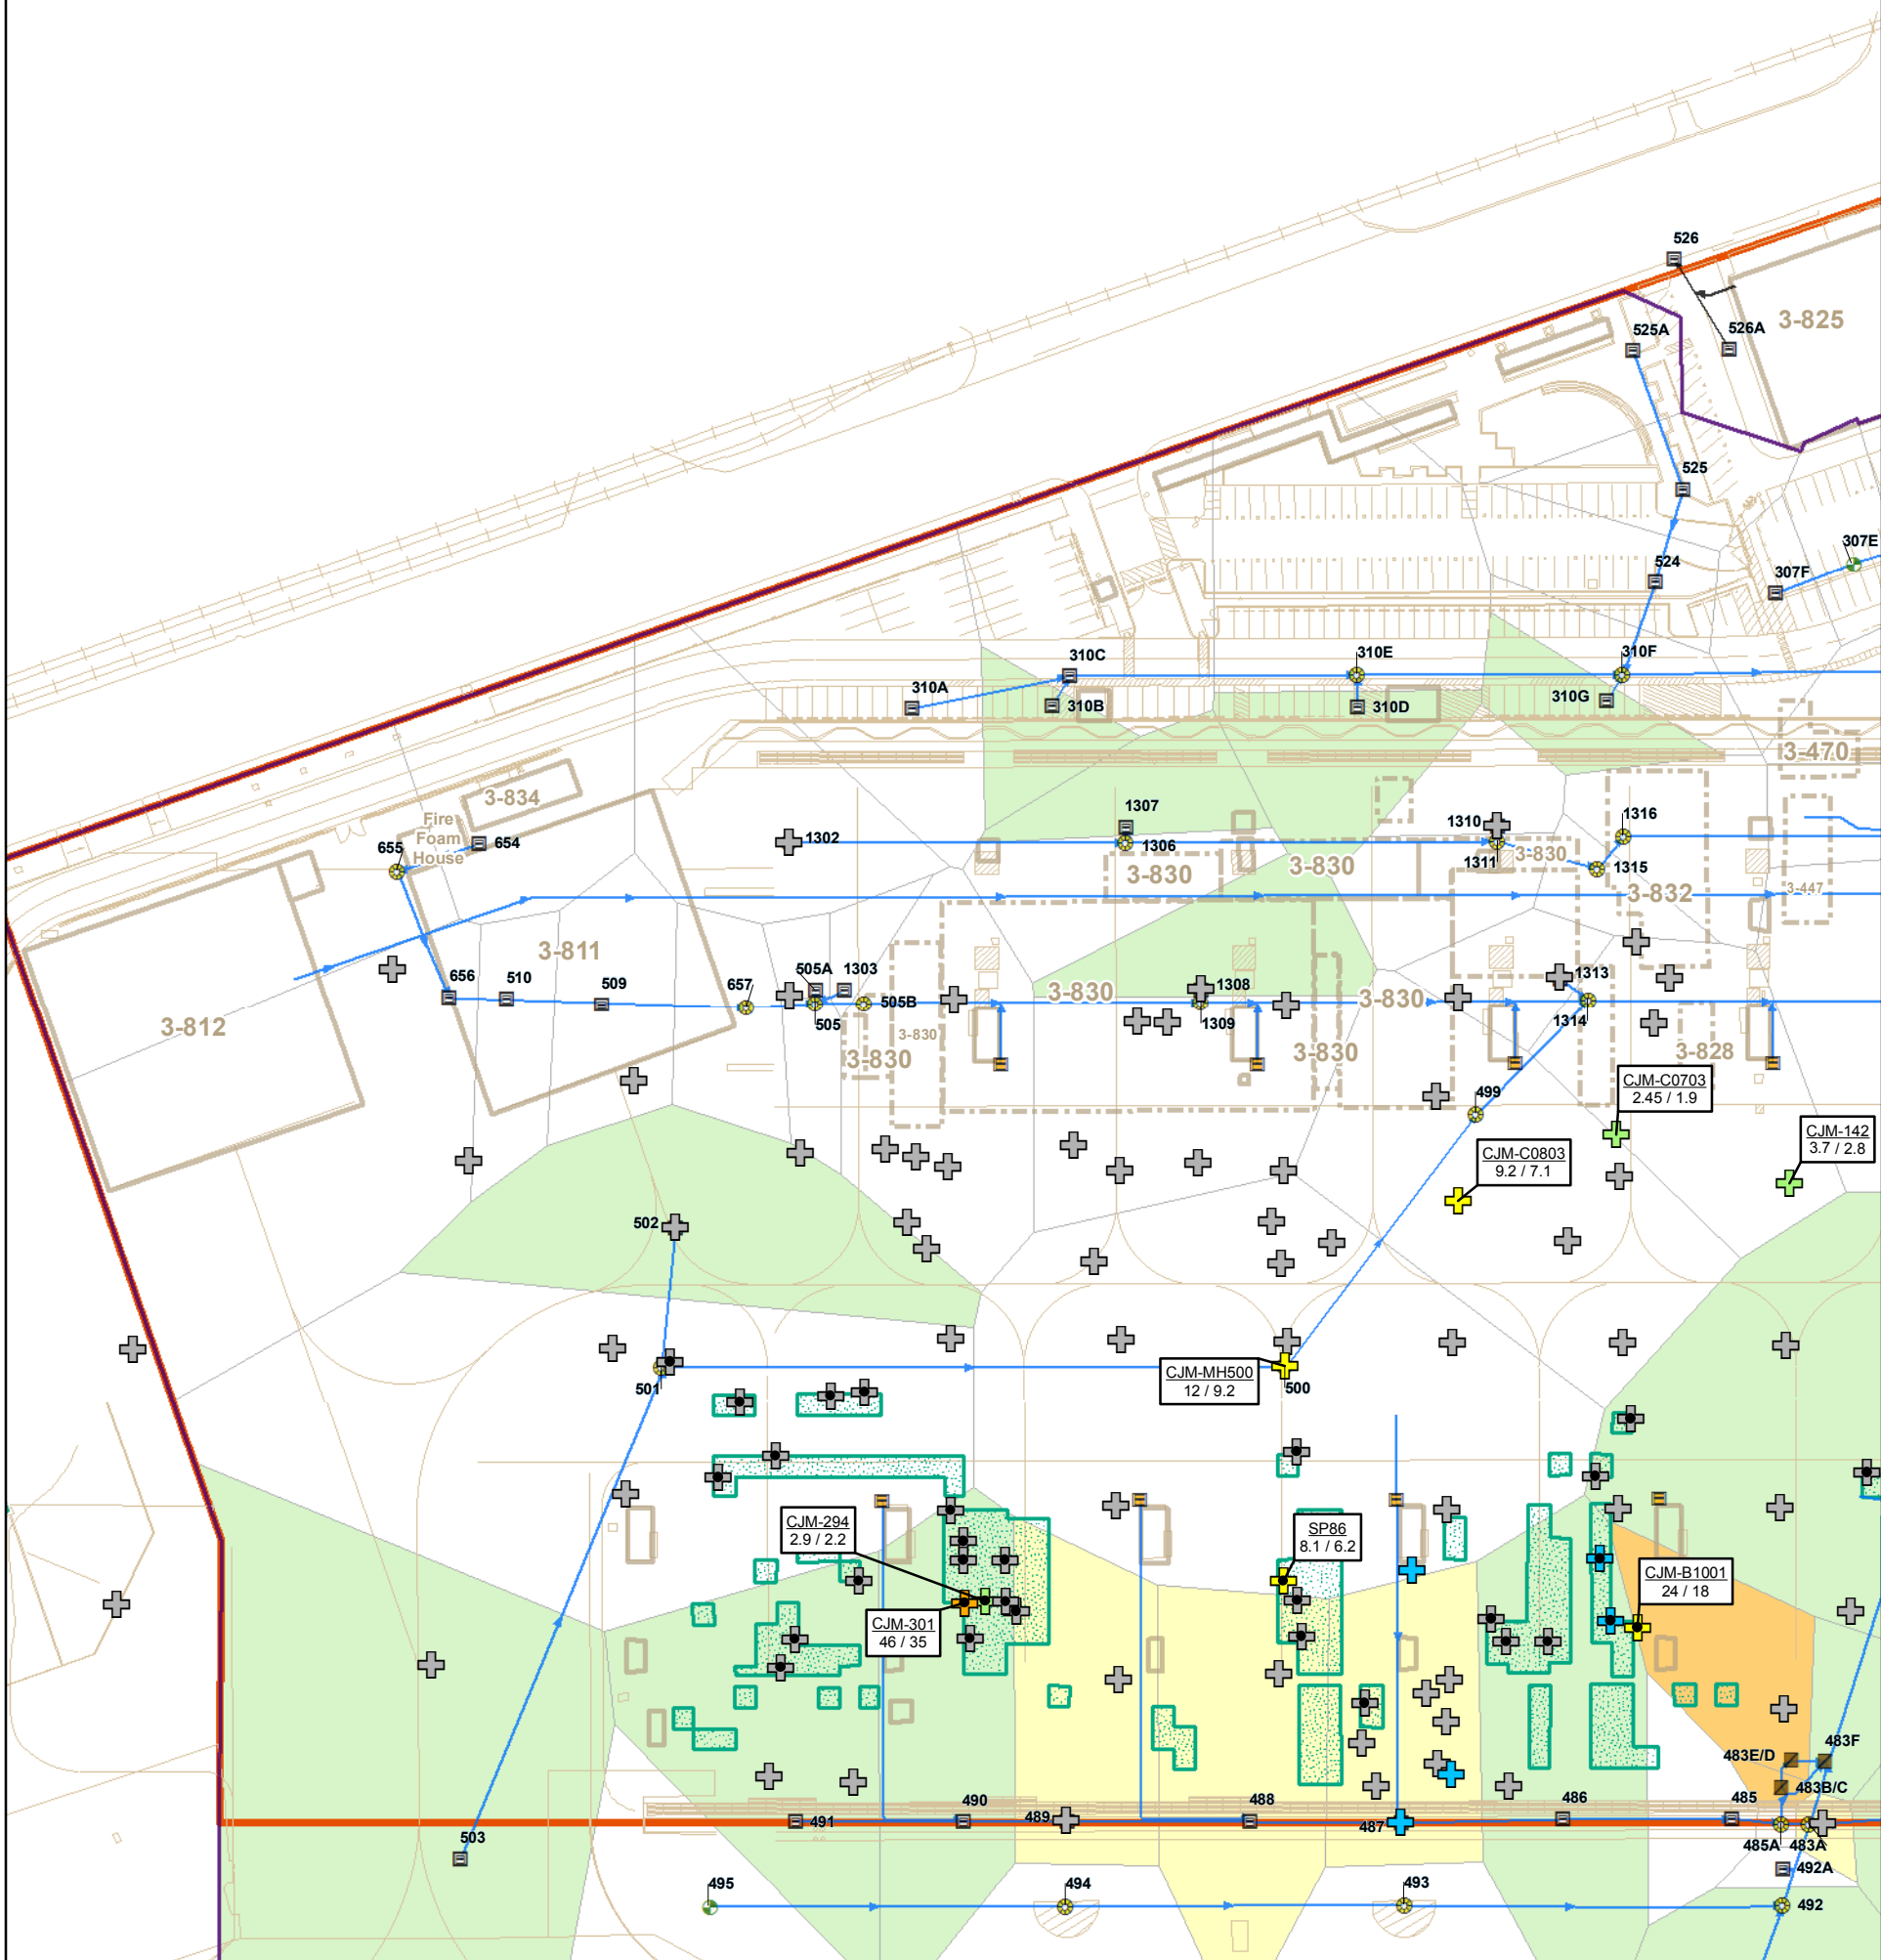 526
3-825
525A
526A
525
307E
524
307F
310C
310E
310F
310A
310B
310D
310G
3-470
3-834
Fire
Foam
House
654
655
1302
1307
1306
1310
1311
3-830
1316
1315
3-830
3-830
3-832
3-447
3-811
656
510
509
657
505A
1303
505B
505
3-830
1308
1309
3-830
1313
1314
3-812
3-830
3-830
3-830
3-828
499
CJM-C0703
2.45 / 1.9
CJM-142
3.7 / 2.8
CJM-C0803
9.2 / 7.1
502
501
CJM-MH500
12 / 9.2
500
CJM-294
2.9 / 2.2
SP86
8.1 / 6.2
CJM-B1001
24 / 18
CJM-301
46 / 35
483E/D
483F
483B/C
491
490
489
488
487
486
485
503
485A
483A
492A
495
494
493
492